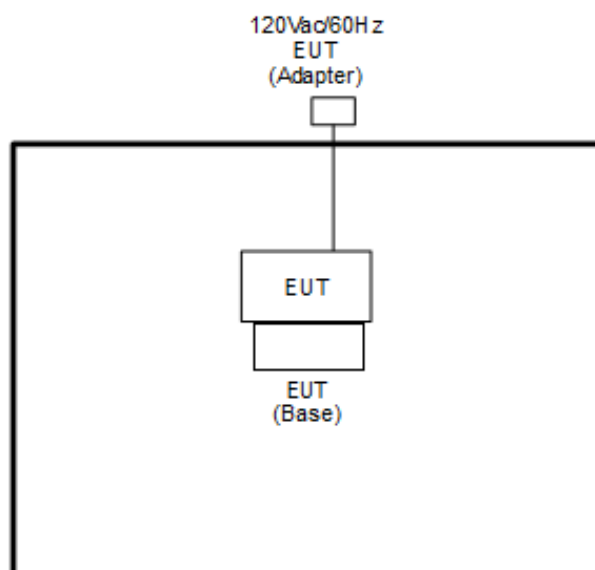 120Vac/60Hz
EUT
(Adapter)
EUT
EUT
(Base)